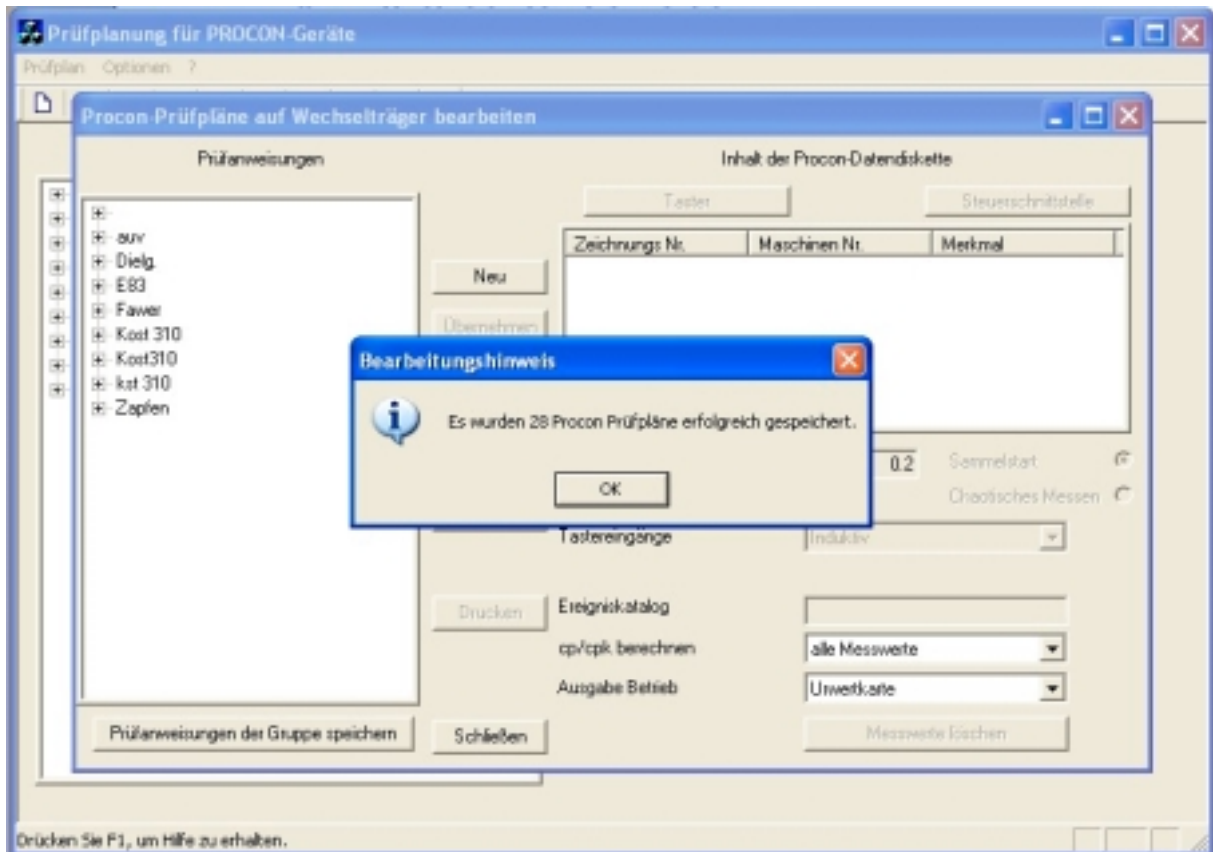 Prüfplanung für PROCON-Geräte
Prüfplan Optionen ?
Procon-Prüfpläne auf Wechselträger bearbeiten
Prüfanweisungen
Inhalt der Procon-Datendiskette
Taster
Steuerschnittstelle
Zeichnungs Nr. Maschinen Nr. Merkmal
auv
Dielg.
E83
Fawer
Kost 310
Kost310
kst 310
Zapfen
Neu
Übernehmen
Bearbeitungshinweis
Es wurden 28 Procon Prüfpläne erfolgreich gespeichert.
OK
0.2
Sammelstart
Chaotisches Messen
Tastereingänge
Induktiv
Drucken
Ereigniskatalog
cp/cpk berechnen
alle Messwerte
Ausgabe Betrieb
Urwertkarte
Prüfanweisungen der Gruppe speichern
Schließen
Messwerte löschen
Drücken Sie F1, um Hilfe zu erhalten.